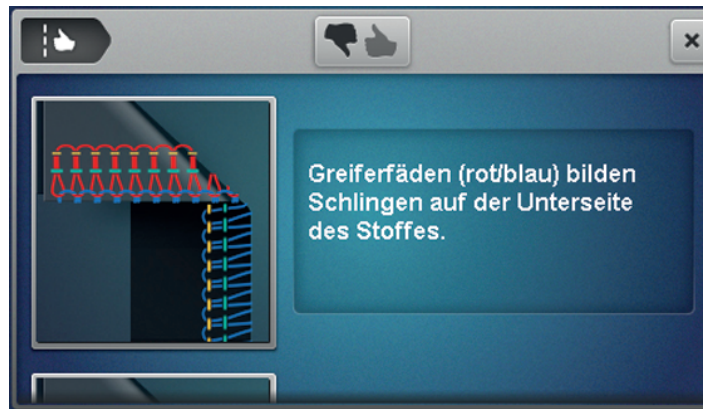 Greiferfäden (rot/blau) bilden
Schlingen auf der Unterseite
des Stoffes.